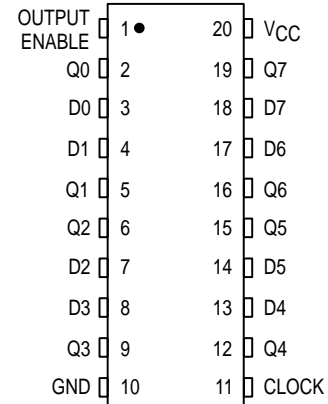 OUTPUT
ENABLE 1 20 VCC
Q0 2 19 Q7
D0 3 18 D7
D1 4 17 D6
Q1 5 16 Q6
Q2 6 15 Q5
D2 7 14 D5
D3 8 13 D4
Q3 9 12 Q4
GND 10 11 CLOCK